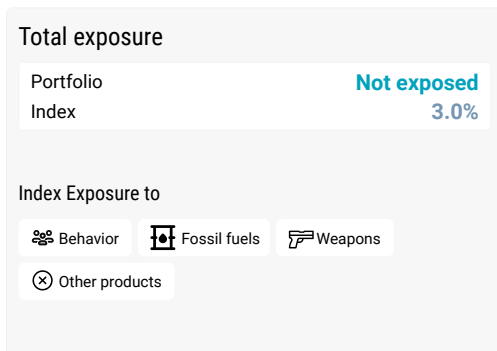 Total exposure
Portfolio Not exposed
Index 3.0%
Index Exposure to
Behavior Fossil fuels Weapons
Other products